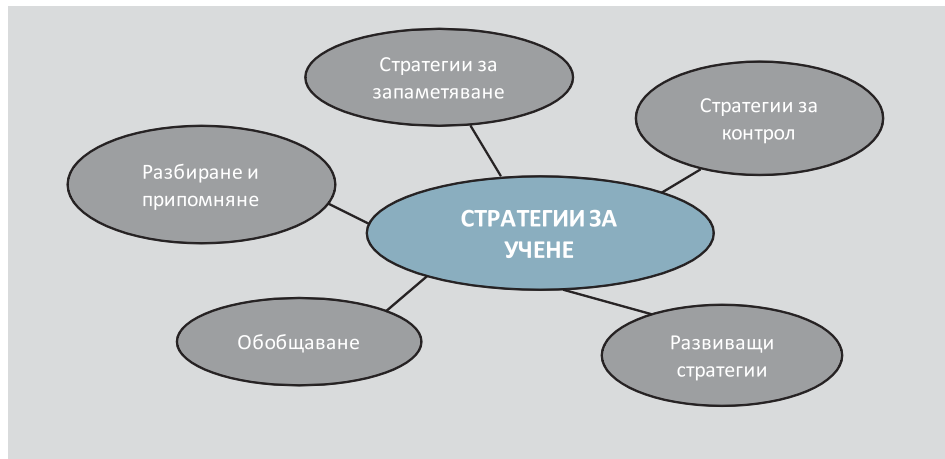 Стратегии за
запаметяване
Стратегии за
контрол
Разбиране и
припомняне
СТРАТЕГИИ ЗА
УЧЕНЕ
Обобщаване
Развиващи
стратегии